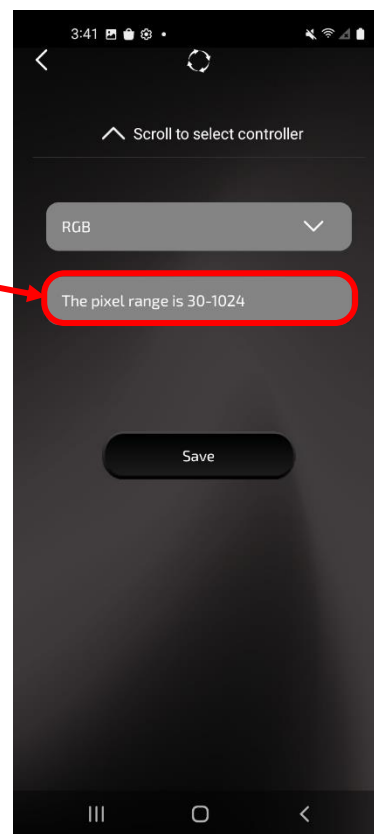 3:41
Scroll to select controller
RGB
The pixel range is 30-1024
Save